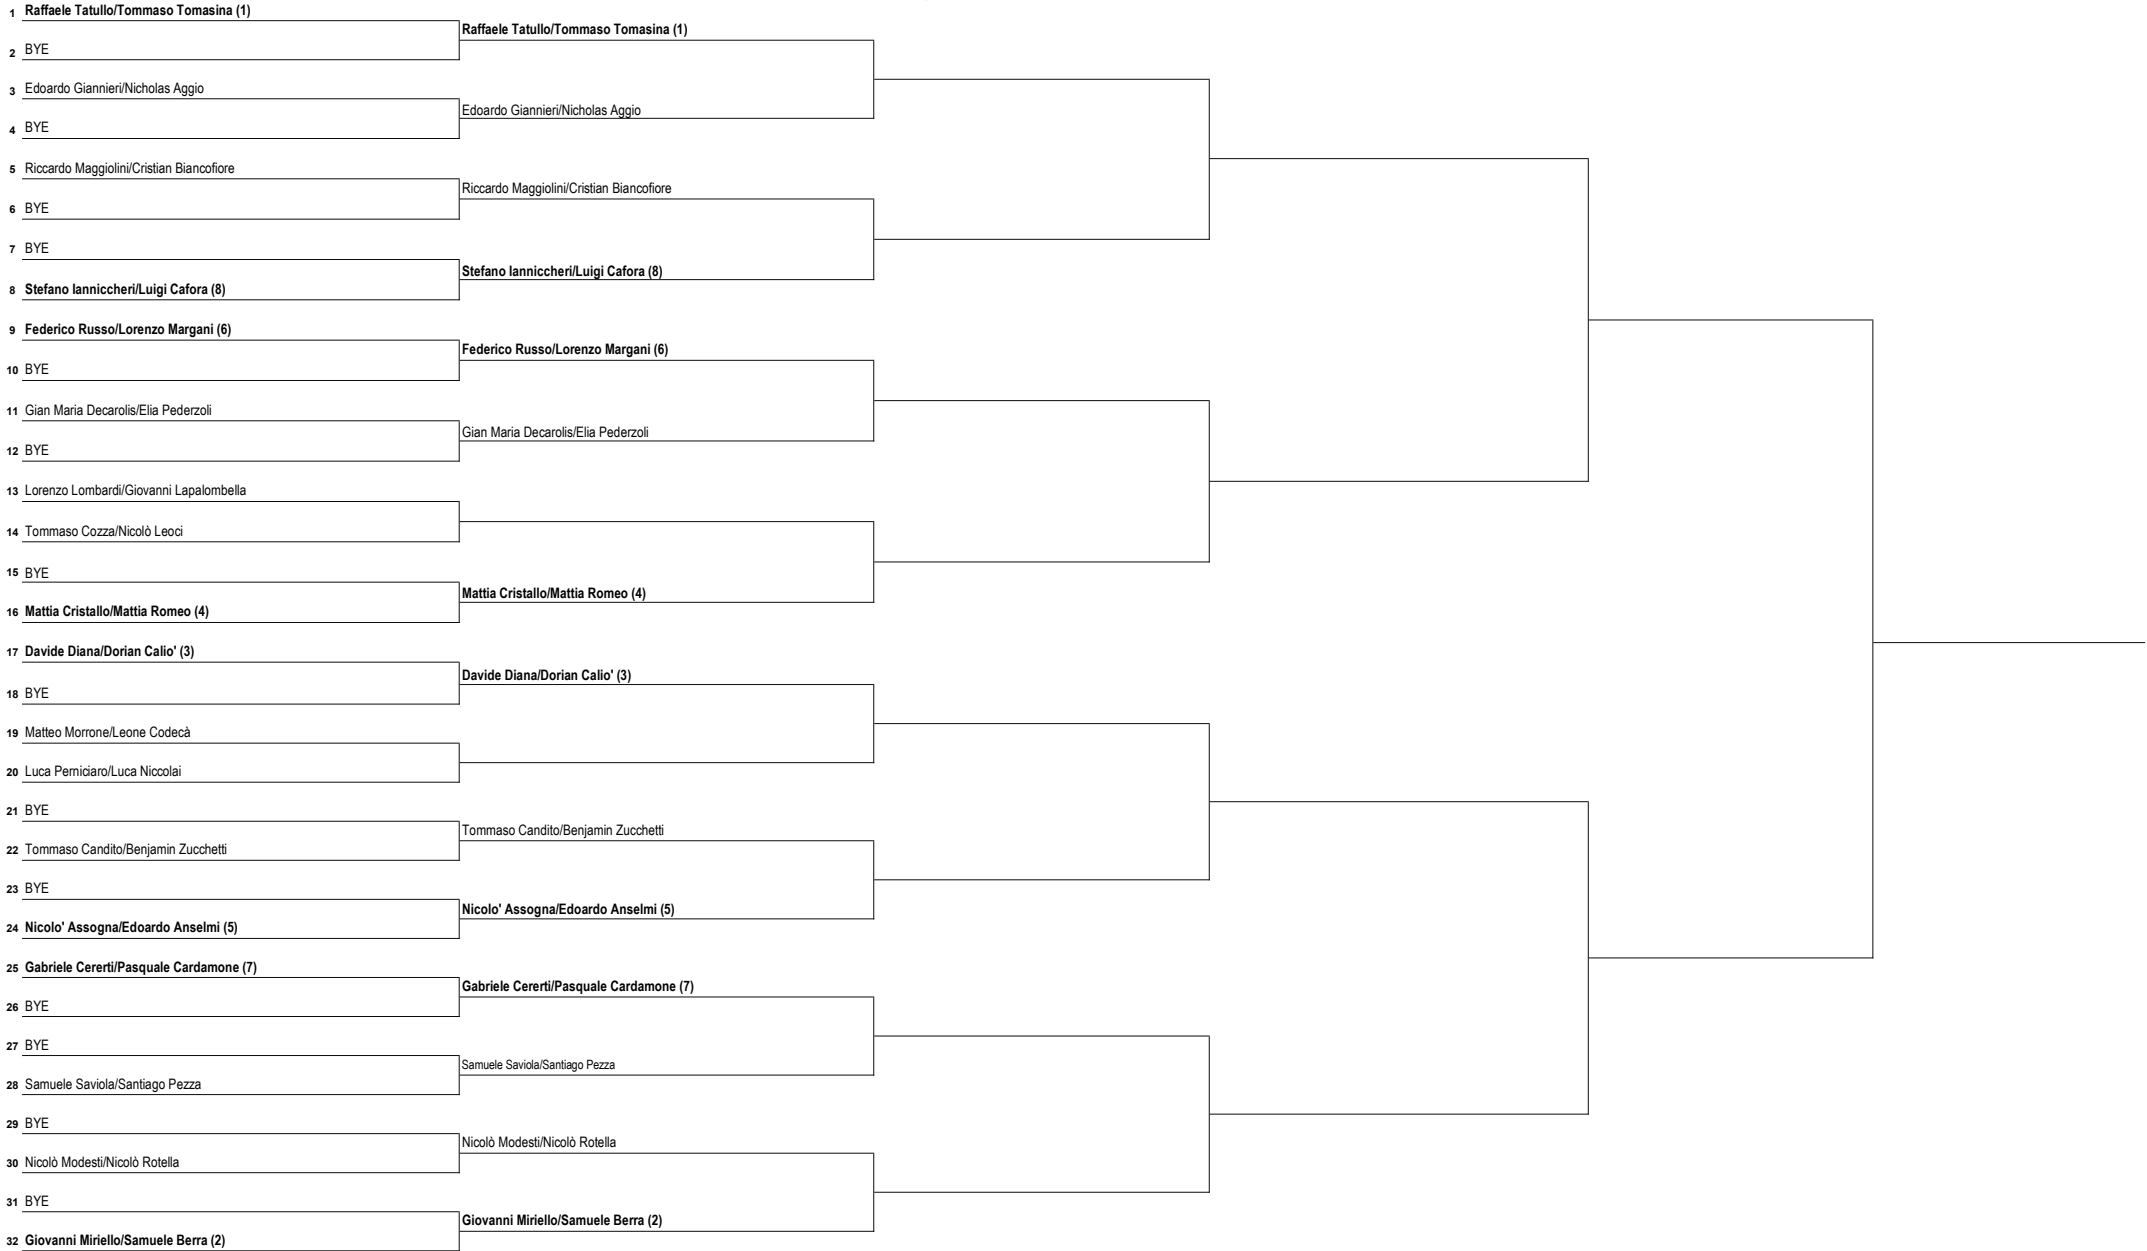 1 Raffaele Tatullo/Tommaso Tomasina (1)
Raffaele Tatullo/Tommaso Tomasina (1)
2 BYE
3 Edoardo Giannieri/Nicholas Aggio
Edoardo Giannieri/Nicholas Aggio
4 BYE
5 Riccardo Maggiolini/Cristian Biancofiore
Riccardo Maggiolini/Cristian Biancofiore
6 BYE
7 BYE
Stefano Ianniccheri/Luigi Cafora (8)
8 Stefano Ianniccheri/Luigi Cafora (8)
9 Federico Russo/Lorenzo Margani (6)
Federico Russo/Lorenzo Margani (6)
10 BYE
11 Gian Maria Decarolis/Elia Pederzoli
Gian Maria Decarolis/Elia Pederzoli
12 BYE
13 Lorenzo Lombardi/Giovanni Lapalombella
14 Tommaso Cozza/Nicolò Leoci
15 BYE
Mattia Cristallo/Mattia Romeo (4)
16 Mattia Cristallo/Mattia Romeo (4)
17 Davide Diana/Dorian Calio' (3)
Davide Diana/Dorian Calio' (3)
18 BYE
19 Matteo Morrone/Leone Codecà
20 Luca Perniciaro/Luca Niccolai
21 BYE
Tommaso Candito/Benjamin Zucchetti
22 Tommaso Candito/Benjamin Zucchetti
23 BYE
Nicolo' Assogna/Edoardo Anselmi (5)
24 Nicolo' Assogna/Edoardo Anselmi (5)
25 Gabriele Cererti/Pasquale Cardamone (7)
Gabriele Cererti/Pasquale Cardamone (7)
26 BYE
27 BYE
Samuele Saviola/Santiago Pezza
28 Samuele Saviola/Santiago Pezza
29 BYE
Nicolò Modesti/Nicolò Rotella
30 Nicolò Modesti/Nicolò Rotella
31 BYE
Giovanni Miriello/Samuele Berra (2)
32 Giovanni Miriello/Samuele Berra (2)